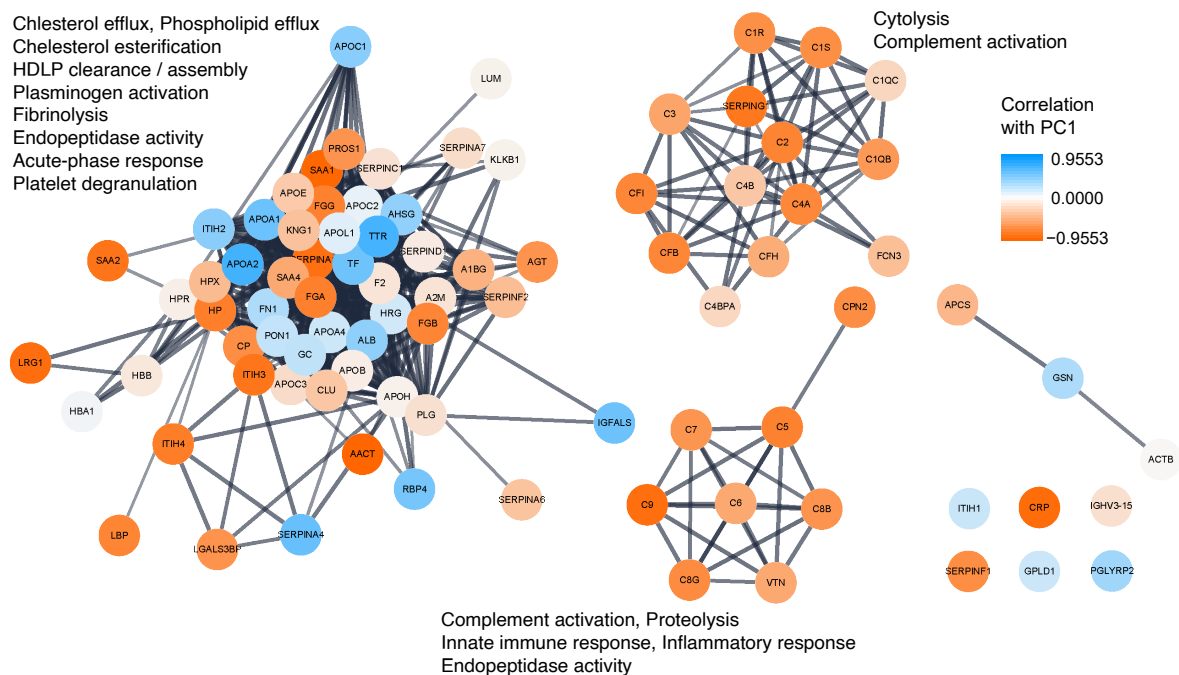 Chlesterol efflux, Phospholipid efflux
Chelesterol esterification
HDLP clearance / assembly
Plasminogen activation
Fibrinolysis
Endopeptidase activity
Acute-phase response
Platelet degranulation
Cytolysis
Complement activation
Correlation
with PC1
0.9553
0.0000
−0.9553
APOC1
LUM
PROS1
SERPINA7
SAA1
SERPINC1
KLKB1
APOE
FGG
APOC2
APOA1
AHSG
ITIH2
KNG1
APOL1
TTR
SERPIND1
SAA2
APOA2
SERPINA
TF
A1BG
AGT
HPX
SAA4
F2
HPR
FGA
A2M
SERPINF2
HP
FN1
HRG
FGB
PON1
APOA4
ALB
CP
GC
LRG1
HBB
ITIH3
APOC3
CLU
APOB
APOH
HBA1
PLG
IGFALS
ITIH4
AACT
RBP4
SERPINA6
LBP
LGALS3BP
SERPINA4
C1R
C1S
C1QC
C3
SERPING
C2
C1QB
CFI
C4B
C4A
CFB
CFH
FCN3
C4BPA
CPN2
C7
C5
C9
C6
C8B
C8G
VTN
APCS
GSN
ACTB
ITIH1
CRP
IGHV3-15
SERPINF1
GPLD1
PGLYRP2
Complement activation, Proteolysis
Innate immune response, Inflammatory response
Endopeptidase activity